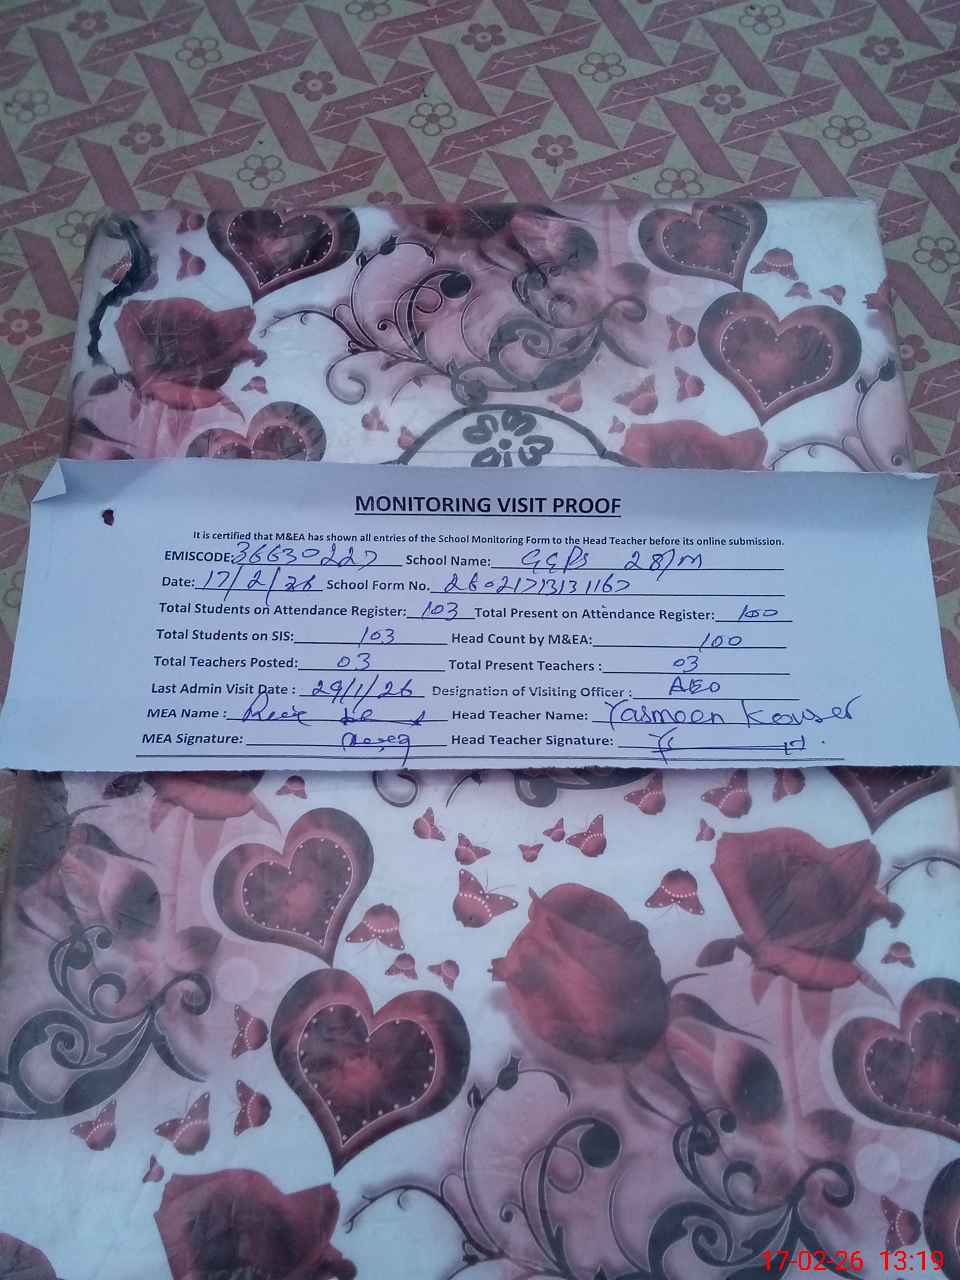 MONITORING VISIT PROOF
It is certified that M&EA has shown all entries of the School Monitoring Form to the Head Teacher before its online submission.
EMISCODE: 36630227 School Name: GGPS 28/M
Date: 17/2/26 School Form No. 26021713131167
Total Students on Attendance Register: 103 Total Present on Attendance Register: 100
Total Students on SIS: 103 Head Count by M&EA: 100
Total Teachers Posted: 03 Total Present Teachers : 03
Last Admin Visit Date : 29/1/26 Designation of Visiting Officer : AEO
MEA Name : Head Teacher Name: Yasmeen Kowser
MEA Signature: Head Teacher Signature:
17-02-26 13:19